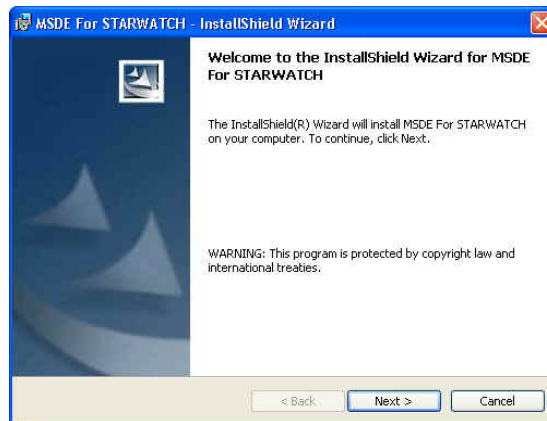 MSDE For STARWATCH - InstallShield Wizard
Welcome to the InstallShield Wizard for MSDE
For STARWATCH
The InstallShield(R) Wizard will install MSDE For STARWATCH
on your computer. To continue, click Next.
WARNING: This program is protected by copyright law and
international treaties.
< Back Next > Cancel